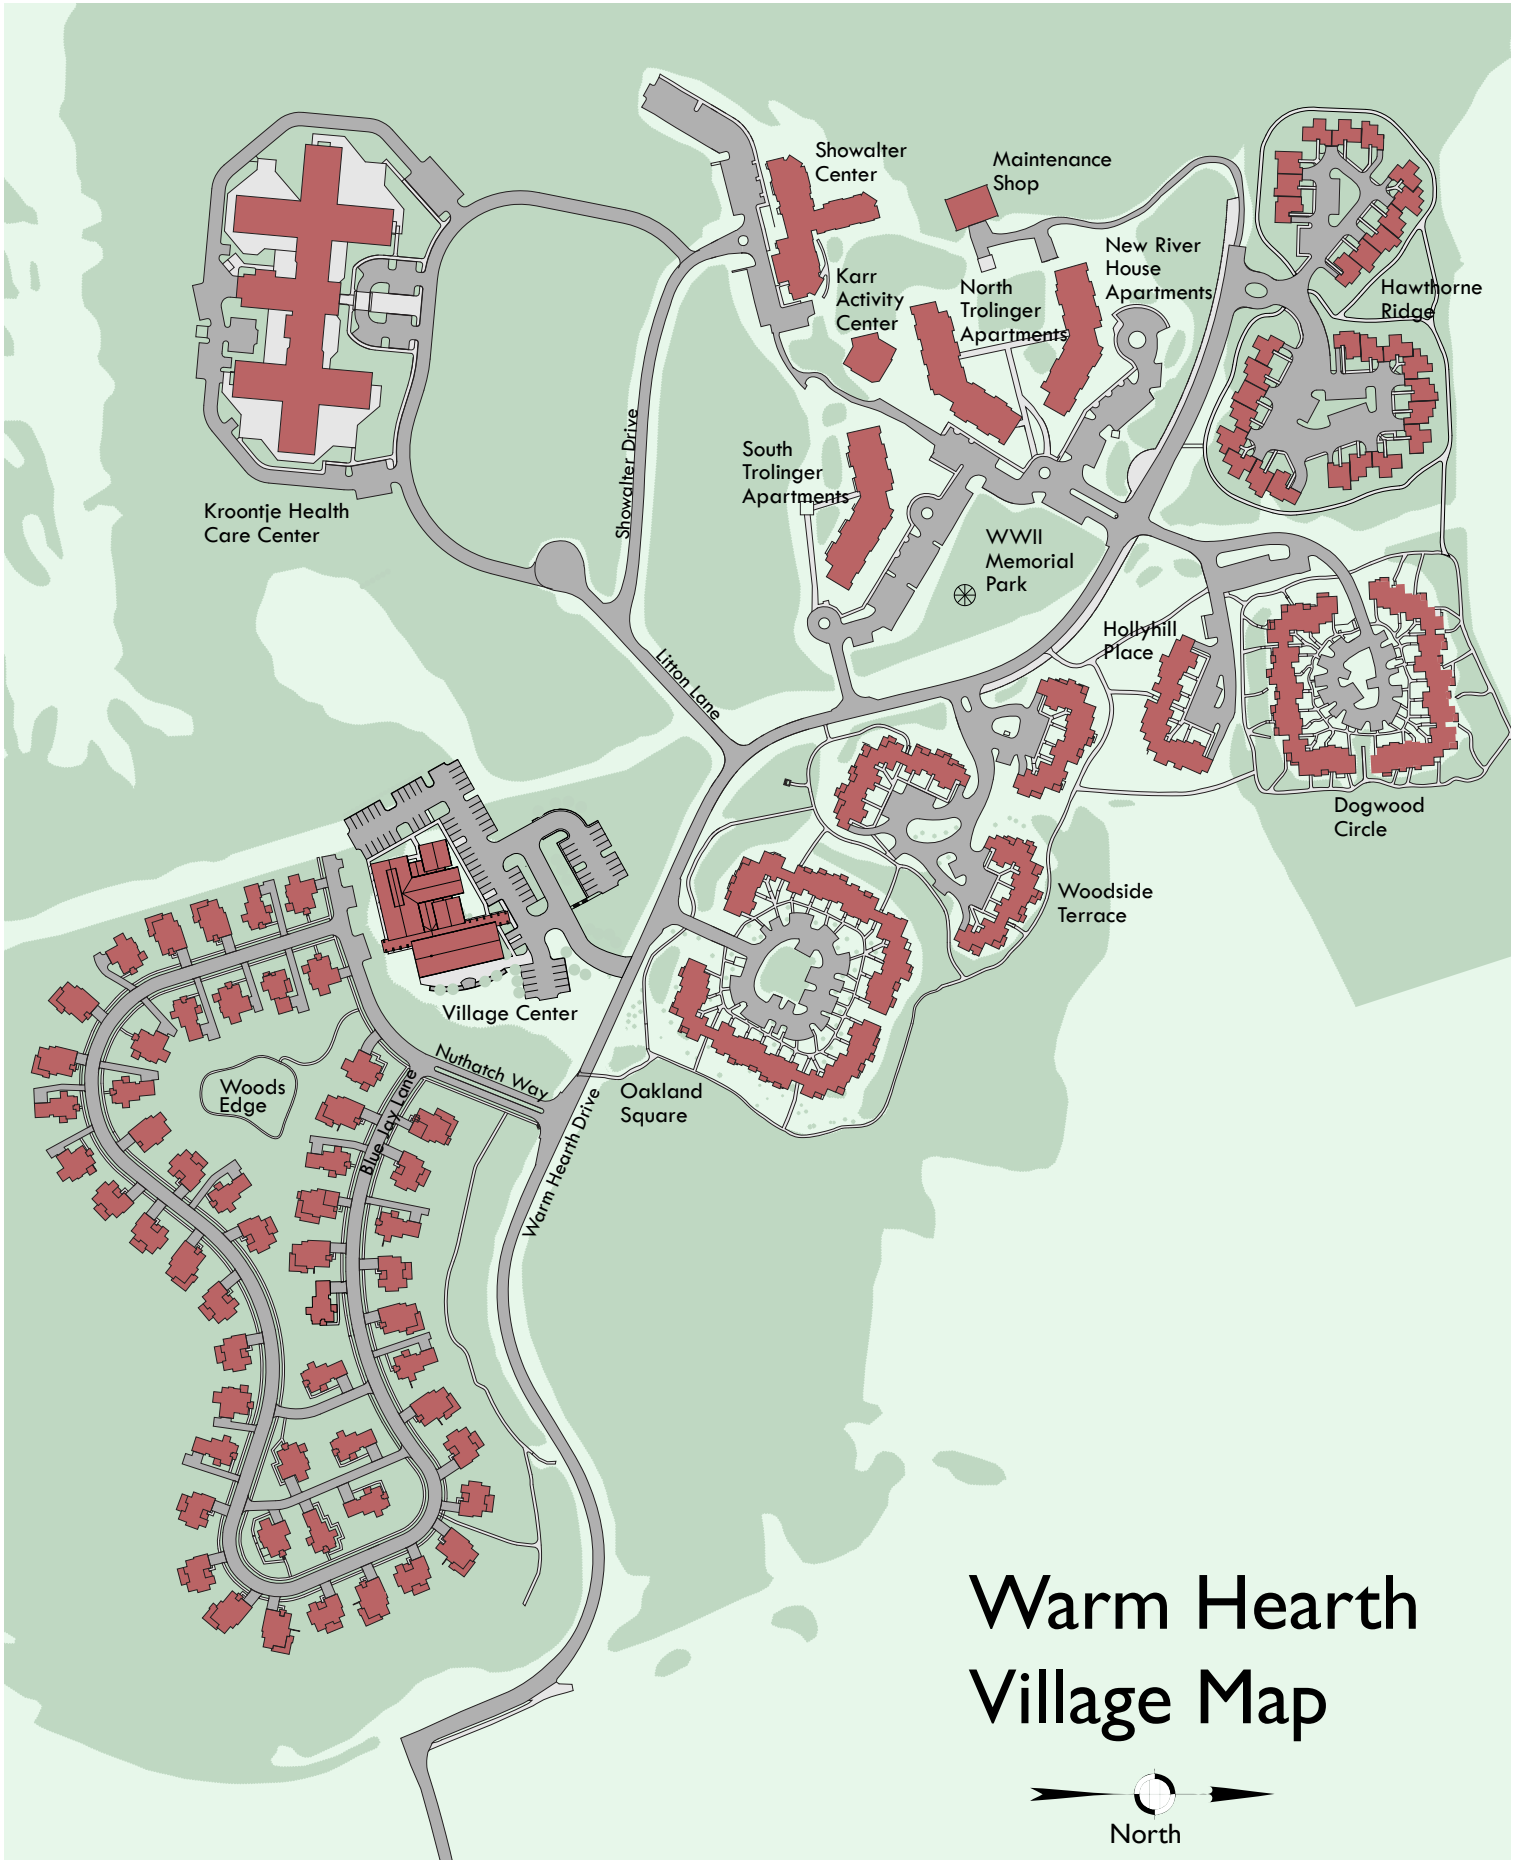 Showalter
Center
Maintenance
Shop
New River
House
Apartments
Karr
Activity
Center
North
Trolinger
Apartments
Hawthorne
Ridge
Showalter Drive
South
Trolinger
Apartments
Kroontje Health
Care Center
WWII
Memorial
Park
Hollyhill
Place
Litton Lane
Dogwood
Circle
Woodside
Terrace
Village Center
Nuthatch Way
Woods
Edge
Blue Jay Lane
Oakland
Square
Warm Hearth Drive
Warm Hearth
Village Map
North